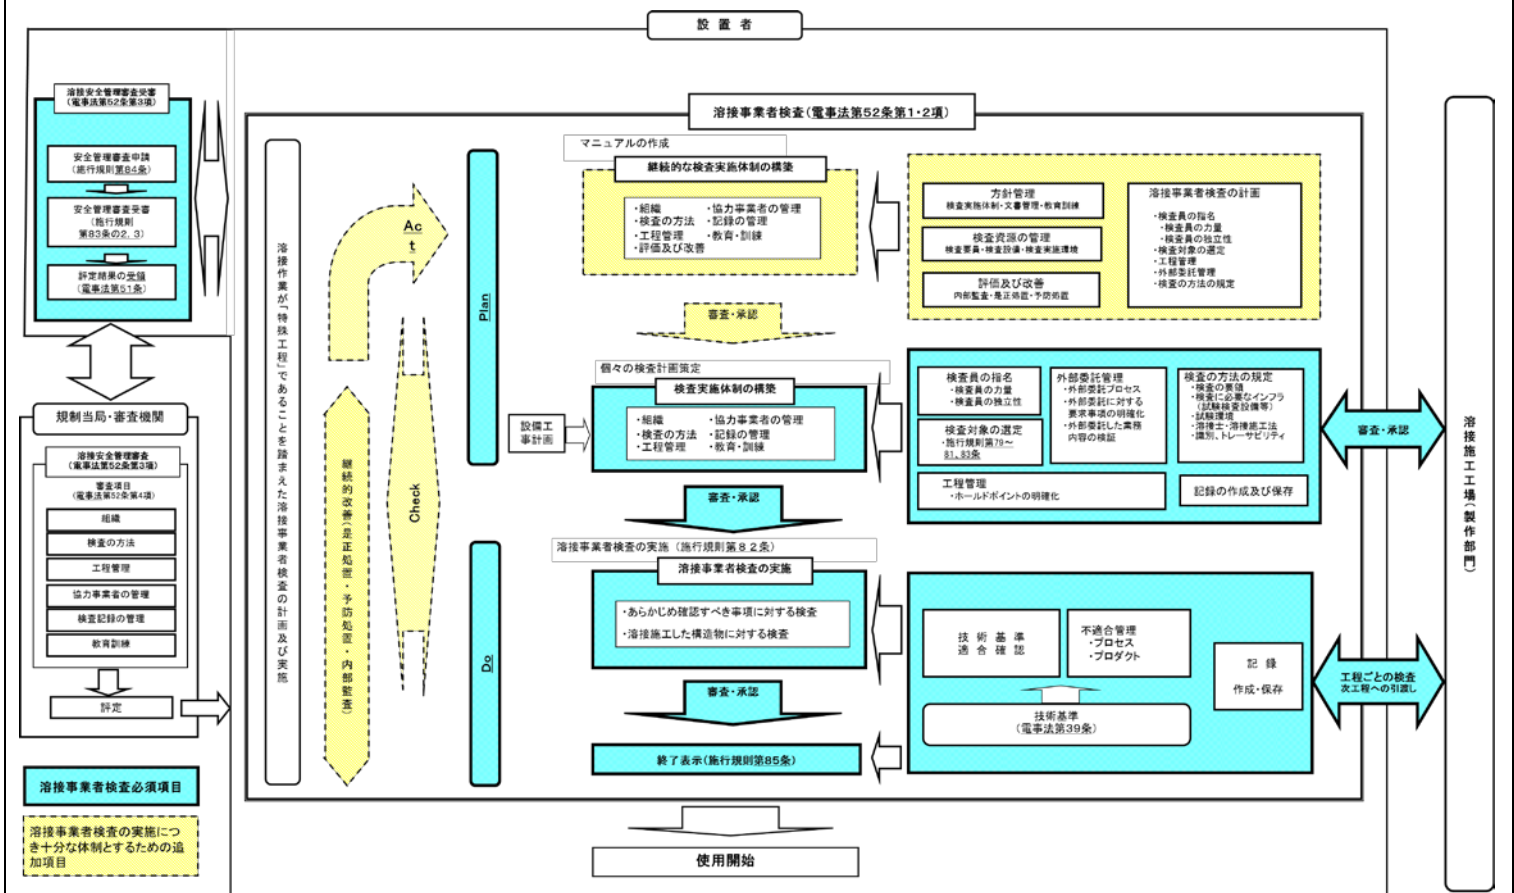 設 置 者
溶接安全管理審査受審
(電事法第52条第3項)
安全管理審査申請
(施行規則第84条)
安全管理審査受審
(施行規則
第83条の2, 3)
評定結果の受領
(電事法第51条)
規制当局・審査機関
溶接安全管理審査
(電事法第52条第3項)
審査項目
(電事法第52条第4項)
組織
検査の方法
工程管理
協力事業者の管理
検査記録の管理
教育訓練
評定
溶接事業者検査必須項目
溶接事業者検査の実施につ
き十分な体制とするための追
加項目
溶接事業者検査(電事法第52条第1・2項)
溶接作業が「特殊工程」であることを踏まえた溶接事業者検査の計画及び実施
Ac
t
継続的改善(是正処置・予防処置・内部監査)
Check
Plan
Do
マニュアルの作成
継続的な検査実施体制の構築
・組織 ・協力事業者の管理
・検査の方法 ・記録の管理
・工程管理 ・教育・訓練
・評価及び改善
方針管理
検査実施体制・文書管理・教育訓練
検査資源の管理
検査要員・検査設備・検査実施環境
評価及び改善
内部監査・是正処置・予防処置
溶接事業者検査の計画
・検査員の指名
・検査員の力量
・検査員の独立性
・検査対象の選定
・工程管理
・外部委託管理
・検査の方法の規定
審査・承認
個々の検査計画策定
検査実施体制の構築
設備工
事計画
・組織 ・協力事業者の管理
・検査の方法 ・記録の管理
・工程管理 ・教育・訓練
検査員の指名
・検査員の力量
・検査員の独立性
検査対象の選定
・施行規則第79～
81、83条
外部委託管理
・外部委託プロセス
・外部委託に対する
要求事項の明確化
・外部委託した業務
内容の検証
検査の方法の規定
・検査の要領
・検査に必要なインフラ
(試験検査設備等)
・試験環境
・溶接士・溶接施工法
・識別、トレーサビリティ
工程管理
・ホールドポイントの明確化
記録の作成及び保存
審査・承認
審査・承認
溶接事業者検査の実施 (施行規則第８２条)
溶接事業者検査の実施
・あらかじめ確認すべき事項に対する検査
・溶接施工した構造物に対する検査
技 術 基 準
適 合 確 認
不適合管理
・プロセス
・プロダクト
記 録
作成・保存
技術基準
(電事法第39条)
工程ごとの検査
次工程への引渡し
審査・承認
終了表示(施行規則第85条)
使用開始
溶接施工工場(製作部門)